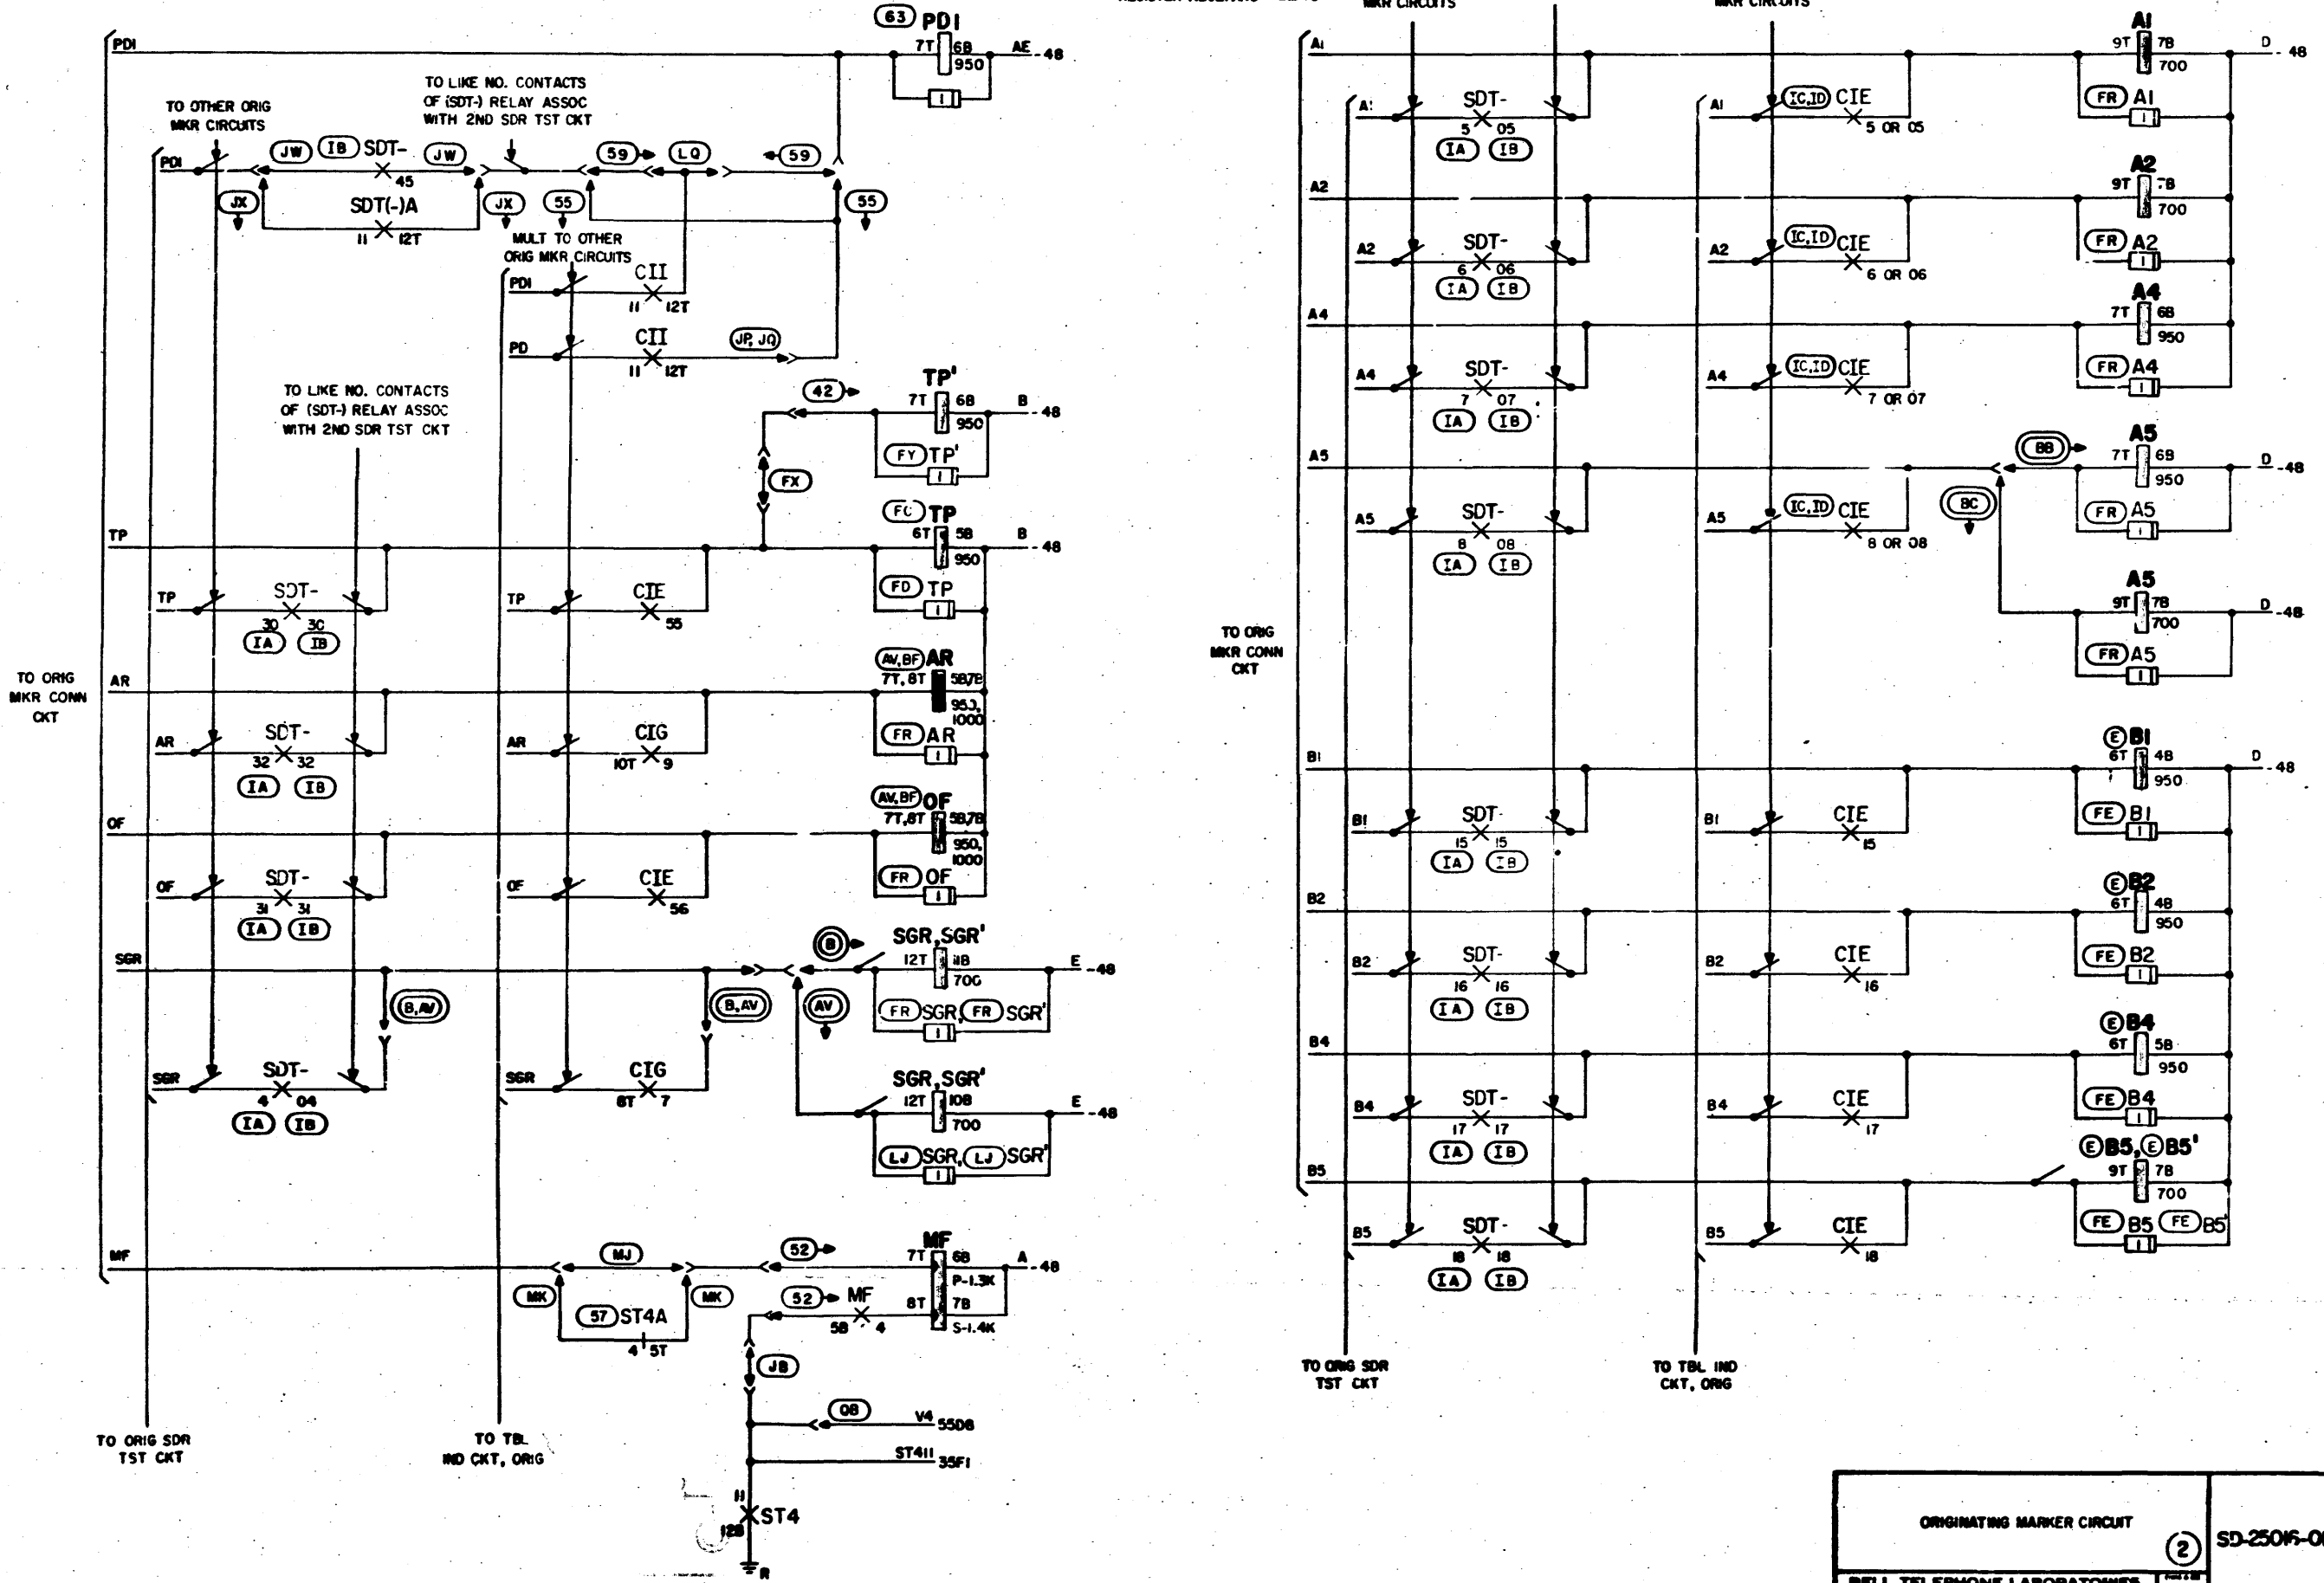 MKR CIRCUITS
MKR CIRCUITS
63 PDI
7T 6B
950
AE -48
PDI
TO OTHER ORIG
MKR CIRCUITS
TO LIKE NO. CONTACTS
OF (SDT-) RELAY ASSOC
WITH 2ND SDR TST CKT
PDI
JW IB SDT- JW
45
59 LQ 59
JX SDT(-)A JX 55 55
11 12T
MULT TO OTHER
ORIG MKR CIRCUITS
PDI CII
11 12T
PD CII JP, JQ
11 12T
TO LIKE NO. CONTACTS
OF (SDT-) RELAY ASSOC
WITH 2ND SDR TST CKT
42 TP'
7T 6B
950
B -48
FY TP'
FX
FC TP
6T 5B
950
B -48
TP
FD TP
TP SDT-
30 30
IA IB
TP CIE
55
TO ORIG
MKR CONN
CKT
AR
AV,BF AR
7T,8T 5B,7B
950,
1000
FR AR
AR SDT-
32 32
IA IB
AR CIG
10T 9
OF
AV,BF OF
7T,8T 5B,7B
950,
1000
FR OF
OF SDT-
31 31
IA IB
OF CIE
56
SGR
B SGR,SGR'
12T 11B
700
E -48
B,AV B,AV AV
FR SGR, FR SGR'
SGR SDT-
4 04
IA IB
SGR CIG
8T 7
SGR,SGR'
12T 10B
700
E -48
LJ SGR, LJ SGR'
MF
MJ 52 MF
7T 6B
P-1.3K
A -48
MK MK
57 ST4A
4 5T
52 MF
5B 4
8T 7B
S-1.4K
JB
QB V4 55D8
ST411 35F1
11
12B ST4
R
TO ORIG SDR
TST CKT
TO TBL
IND CKT, ORIG
A1
A1
9T 7B
700
D -48
FR A1
A1 SDT-
5 05
IA IB
A1 IC,ID CIE
5 OR 05
A2
A2
9T 7B
700
FR A2
A2 SDT-
6 06
IA IB
A2 IC,ID CIE
6 OR 06
A4
A4
7T 6B
950
FR A4
A4 SDT-
7 07
IA IB
A4 IC,ID CIE
7 OR 07
A5
BB A5
7T 6B
950
D -48
BC
FR A5
A5 SDT-
8 08
IA IB
A5 IC,ID CIE
8 OR 08
A5
9T 7B
700
D -48
FR A5
TO ORIG
MKR CONN
CKT
B1
E B1
6T 4B
950
D -48
FE B1
B1 SDT-
15 15
IA IB
B1 CIE
15
B2
E B2
6T 4B
950
FE B2
B2 SDT-
16 16
IA IB
B2 CIE
16
B4
E B4
6T 5B
950
FE B4
B4 SDT-
17 17
IA IB
B4 CIE
17
B5
E B5, E B5'
9T 7B
700
FE B5 FE B5'
B5 SDT-
18 18
IA IB
B5 CIE
18
TO ORIG SDR
TST CKT
TO TBL IND
CKT, ORIG
ORIGINATING MARKER CIRCUIT
2
BELL TELEPHONE LABORATORIES